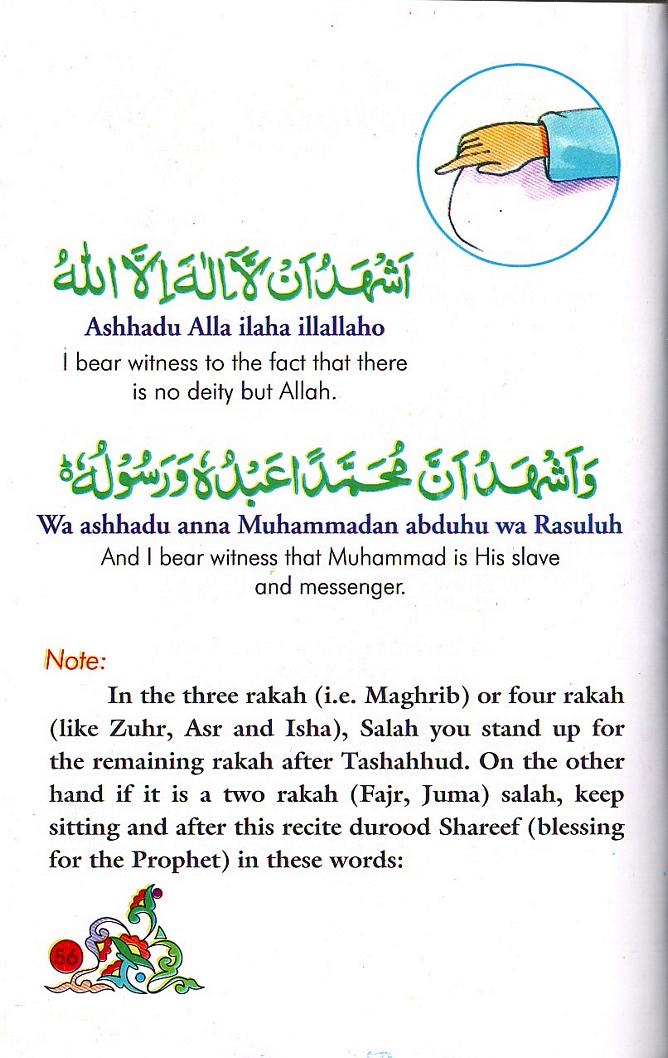 اَشْهَدُ اَنْ لَّآ اِلٰهَ اِلَّا اللهُ
Ashhadu Alla ilaha illallaho
I bear witness to the fact that there
is no deity but Allah.
وَاَشْهَدُ اَنَّ مُحَمَّدًا عَبْدُهٗ وَرَسُوْلُهٗ ؕ
Wa ashhadu anna Muhammadan abduhu wa Rasuluh
And I bear witness that Muhammad is His slave
and messenger.
Note:
In the three rakah (i.e. Maghrib) or four rakah
(like Zuhr, Asr and Isha), Salah you stand up for
the remaining rakah after Tashahhud. On the other
hand if it is a two rakah (Fajr, Juma) salah, keep
sitting and after this recite durood Shareef (blessing
for the Prophet) in these words:
56